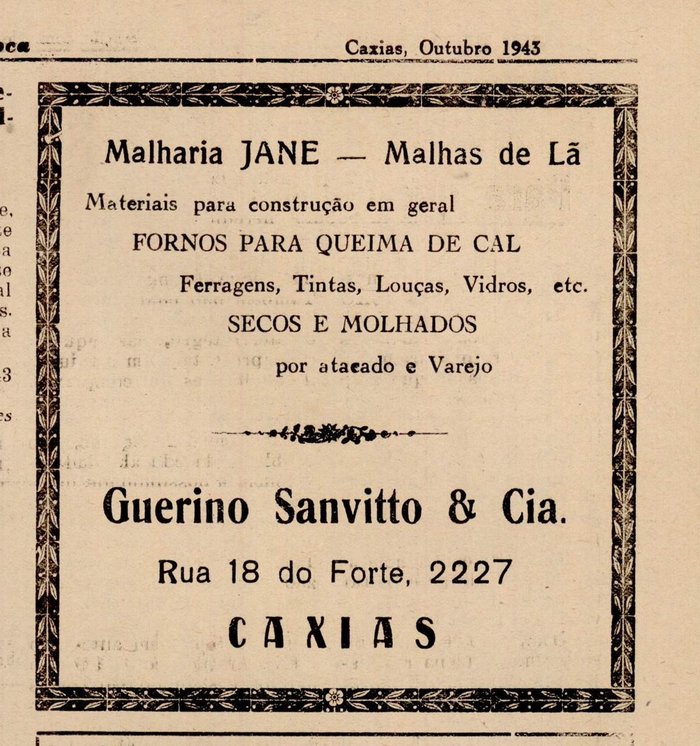 Caxias, Outubro 1943
Malharia JANE — Malhas de Lã
Materiais para construção em geral
FORNOS PARA QUEIMA DE CAL
Ferragens, Tintas, Louças, Vidros, etc.
SECOS E MOLHADOS
por atacado e Varejo
Guerino Sanvitto & Cia.
Rua 18 do Forte, 2227
CAXIAS